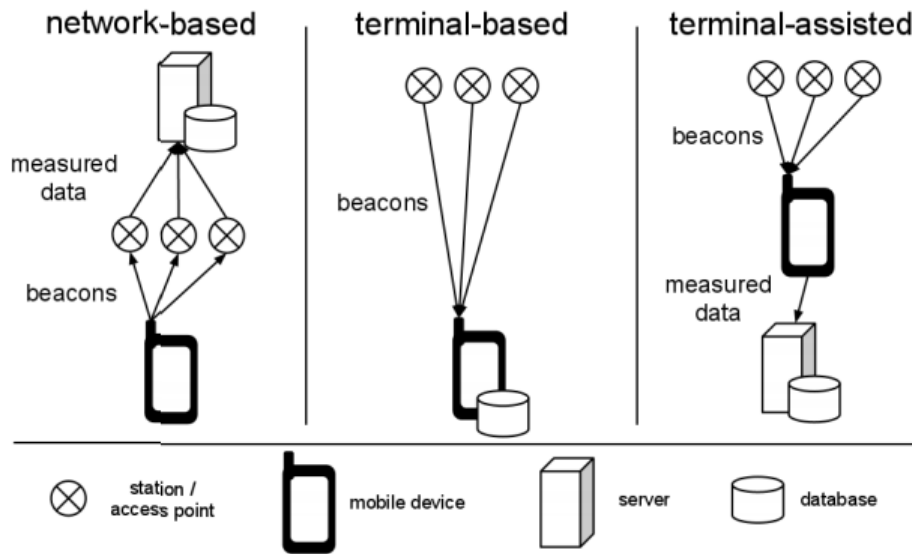 network-based
terminal-based
terminal-assisted
measured
data
beacons
beacons
beacons
measured
data
station /
access point
mobile device
server
database